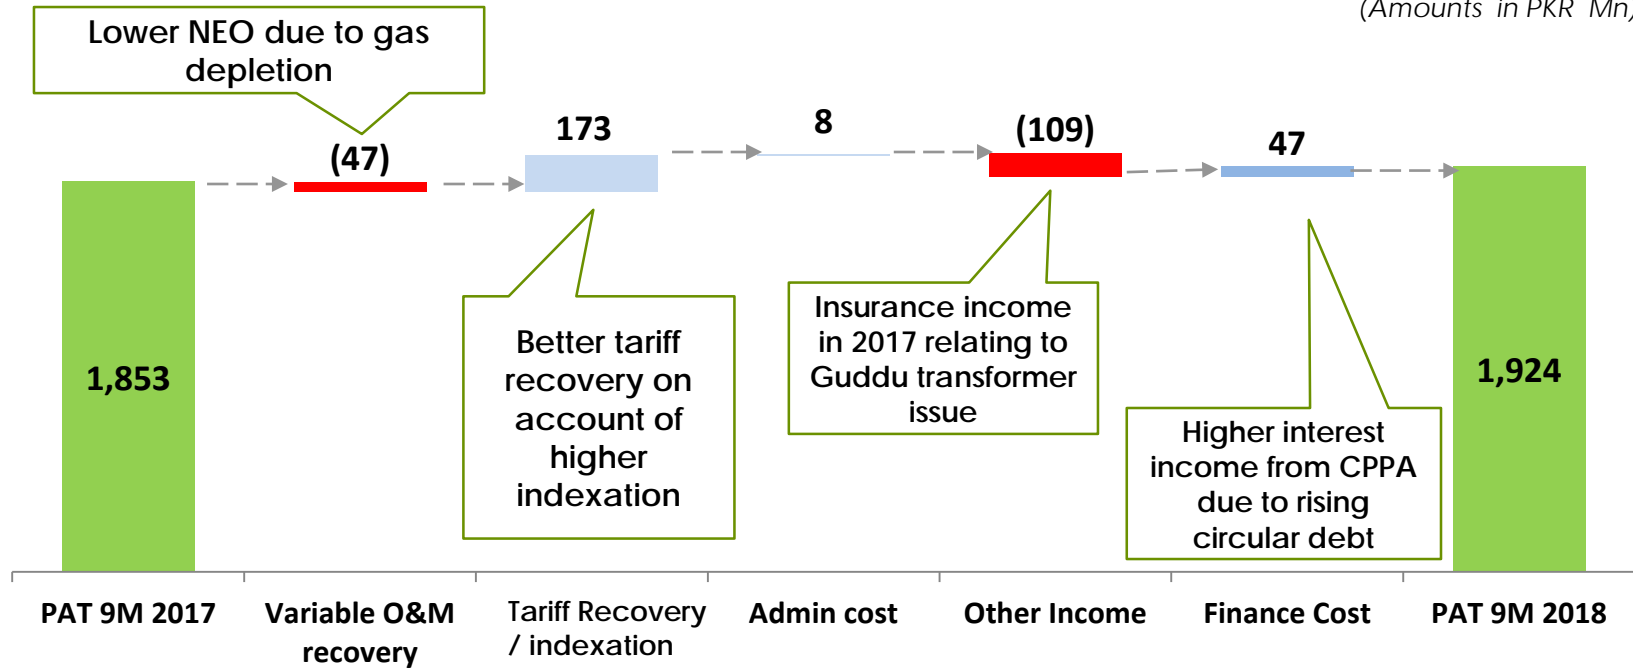 (Amounts in PKR Mn)
Lower NEO due to gas
depletion
(47)
173
8
(109)
47
1,853
Better tariff
recovery on
account of
higher
indexation
Insurance income
in 2017 relating to
Guddu transformer
issue
Higher interest
income from CPPA
due to rising
circular debt
1,924
PAT 9M 2017
Variable O&M
recovery
Tariff Recovery
/ indexation
Admin cost
Other Income
Finance Cost
PAT 9M 2018